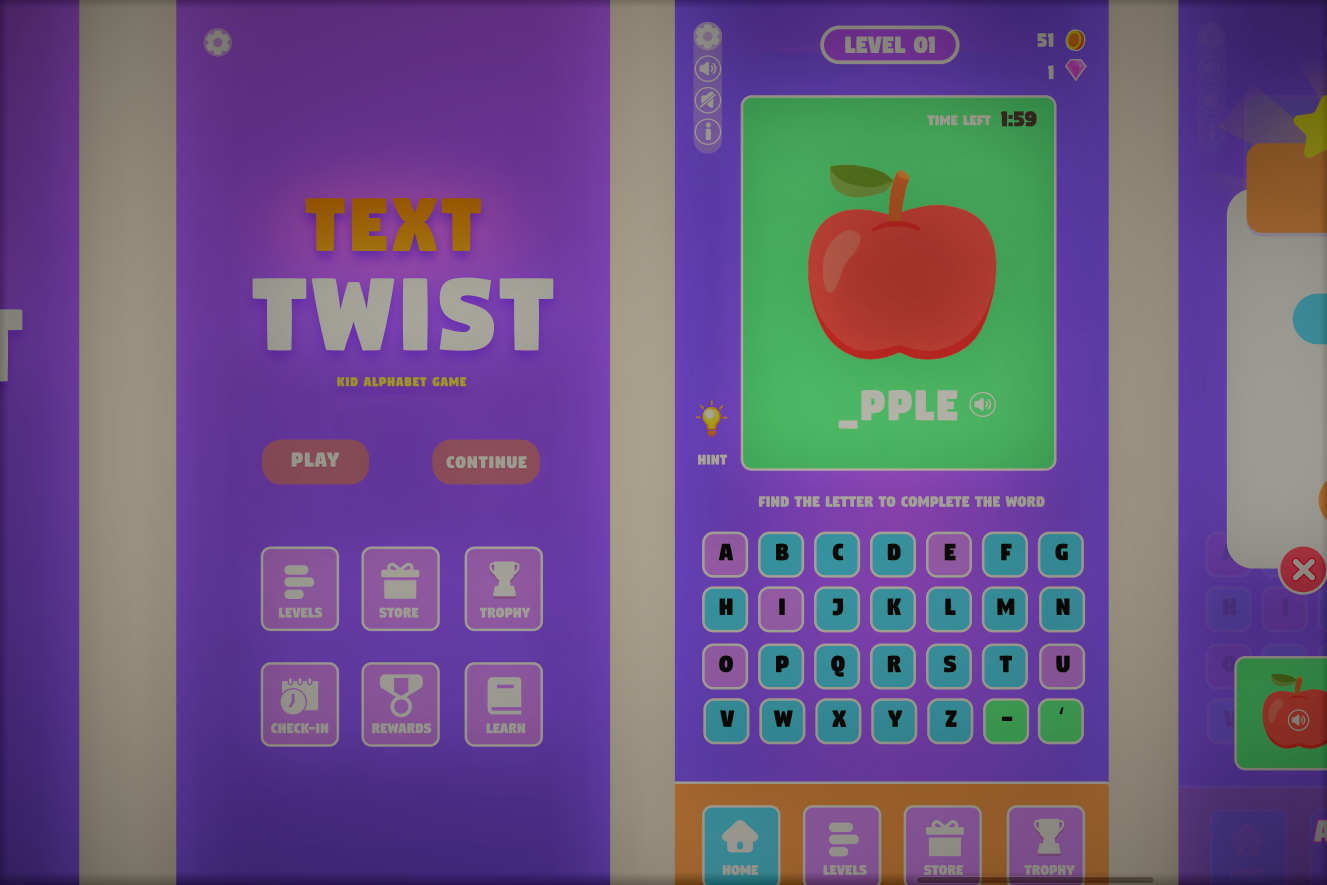 T
TEXT
TWIST
KID ALPHABET GAME
PLAY
CONTINUE
LEVELS
STORE
TROPHY
CHECK-IN
REWARDS
LEARN
LEVEL 01
51
1
TIME LEFT 1:59
_PPLE
HINT
FIND THE LETTER TO COMPLETE THE WORD
A B C D E F G
H I J K L M N
O P Q R S T U
V W X Y Z - ‘
HOME
LEVELS
STORE
TROPHY
H I
A